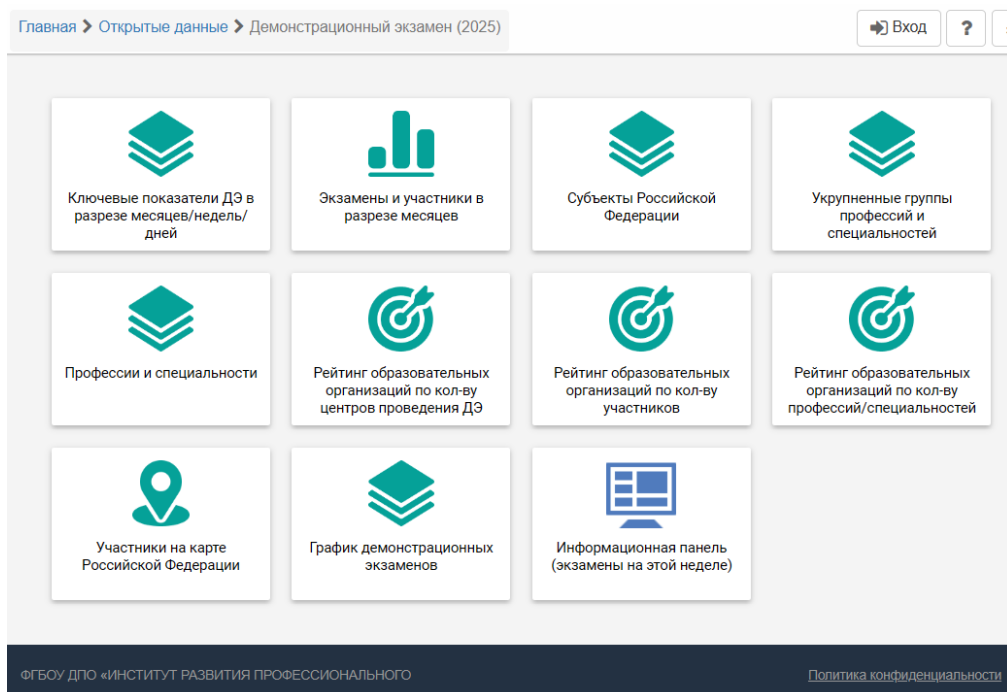 Главная Открытые данные Демонстрационный экзамен (2025)
Вход
?
Ключевые показатели ДЭ в
разрезе месяцев/недель/
дней
Экзамены и участники в
разрезе месяцев
Субъекты Российской
Федерации
Укрупненные группы
профессий и
специальностей
Профессии и специальности
Рейтинг образовательных
организаций по кол-ву
центров проведения ДЭ
Рейтинг образовательных
организаций по кол-ву
участников
Рейтинг образовательных
организаций по кол-ву
профессий/специальностей
Участники на карте
Российской Федерации
График демонстрационных
экзаменов
Информационная панель
(экзамены на этой неделе)
ФГБОУ ДПО «ИНСТИТУТ РАЗВИТИЯ ПРОФЕССИОНАЛЬНОГО
Политика конфиденциальности